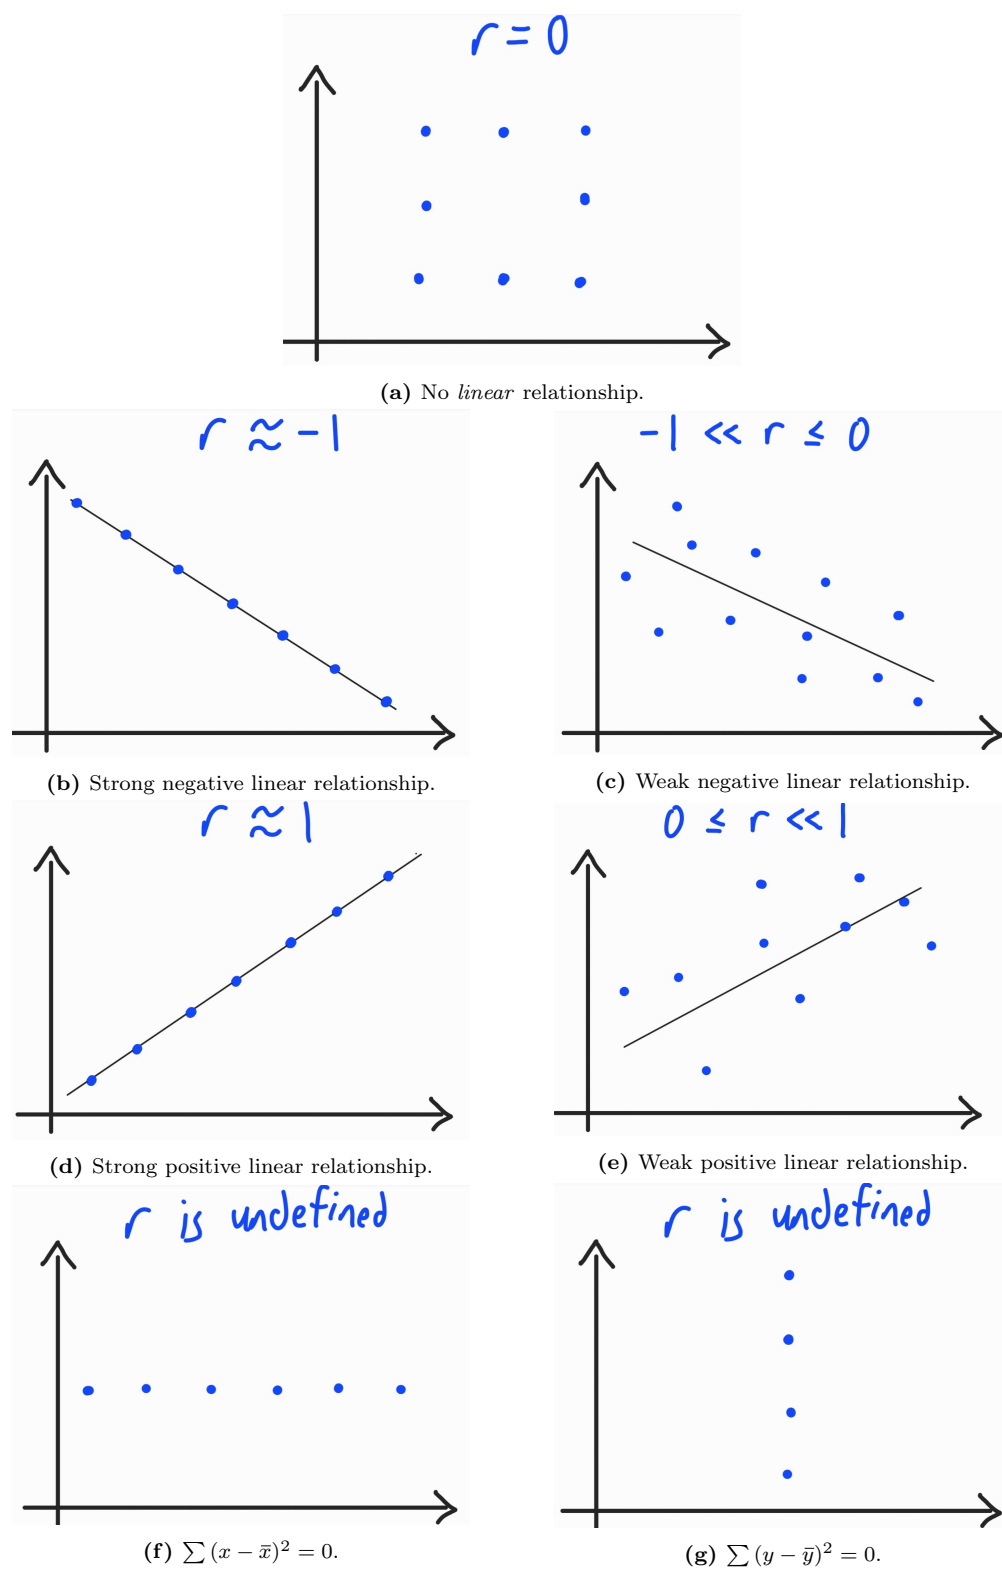 r = 0
(a) No linear relationship.
r ≈ -1
-1 << r ≤ 0
(b) Strong negative linear relationship.
(c) Weak negative linear relationship.
r ≈ 1
0 ≤ r << 1
(d) Strong positive linear relationship.
(e) Weak positive linear relationship.
r is undefined
r is undefined
(f) ∑ (x − x̄)² = 0.
(g) ∑ (y − ȳ)² = 0.